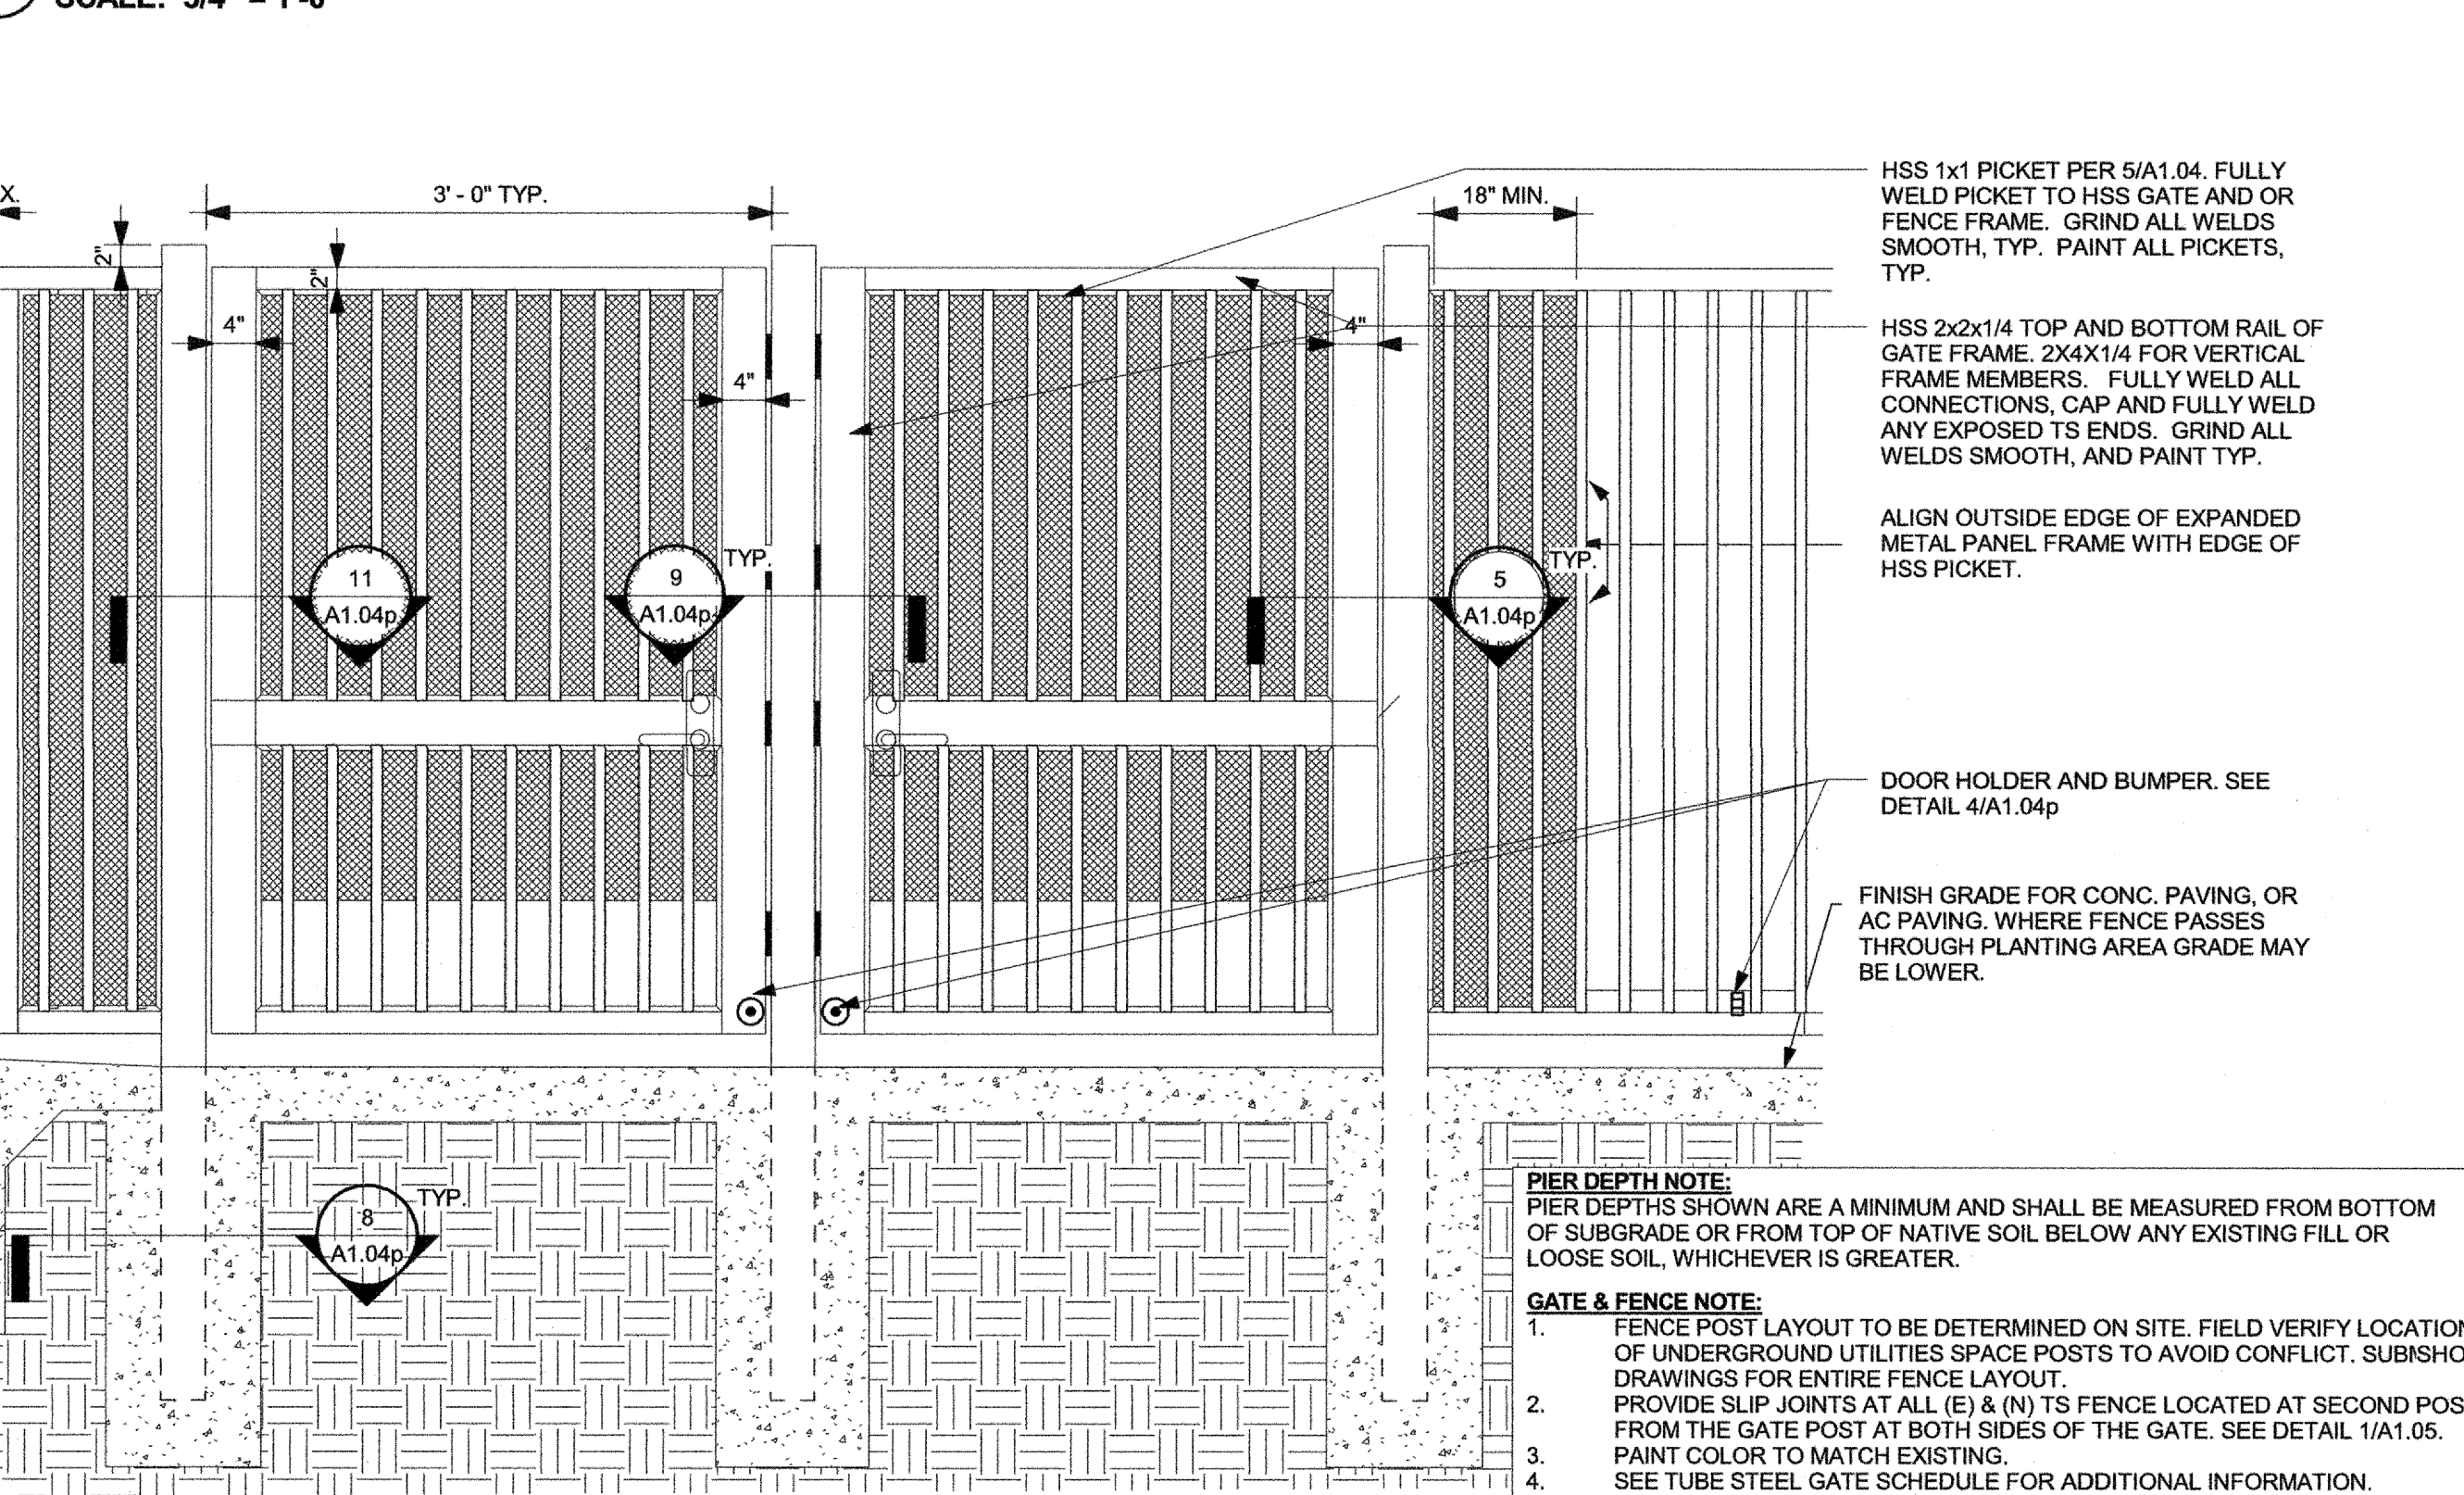 X.
3' - 0" TYP.
18" MIN.
2"
2"
4"
4"
4"
HSS 1x1 PICKET PER 5/A1.04. FULLY
WELD PICKET TO HSS GATE AND OR
FENCE FRAME. GRIND ALL WELDS
SMOOTH, TYP. PAINT ALL PICKETS,
TYP.
HSS 2x2x1/4 TOP AND BOTTOM RAIL OF
GATE FRAME. 2X4X1/4 FOR VERTICAL
FRAME MEMBERS. FULLY WELD ALL
CONNECTIONS, CAP AND FULLY WELD
ANY EXPOSED TS ENDS. GRIND ALL
WELDS SMOOTH, AND PAINT TYP.
ALIGN OUTSIDE EDGE OF EXPANDED
METAL PANEL FRAME WITH EDGE OF
HSS PICKET.
11
A1.04p
9
A1.04p
TYP.
5
A1.04p
TYP.
DOOR HOLDER AND BUMPER. SEE
DETAIL 4/A1.04p
FINISH GRADE FOR CONC. PAVING, OR
AC PAVING. WHERE FENCE PASSES
THROUGH PLANTING AREA GRADE MAY
BE LOWER.
8
A1.04p
TYP.
PIER DEPTH NOTE:
PIER DEPTHS SHOWN ARE A MINIMUM AND SHALL BE MEASURED FROM BOTTOM
OF SUBGRADE OR FROM TOP OF NATIVE SOIL BELOW ANY EXISTING FILL OR
LOOSE SOIL, WHICHEVER IS GREATER.
GATE & FENCE NOTE:
1. FENCE POST LAYOUT TO BE DETERMINED ON SITE. FIELD VERIFY LOCATION
OF UNDERGROUND UTILITIES SPACE POSTS TO AVOID CONFLICT.
DRAWINGS FOR ENTIRE FENCE LAYOUT.
2. PROVIDE SLIP JOINTS AT ALL (E) & (N) TS FENCE LOCATED AT SECOND POS
FROM THE GATE POST AT BOTH SIDES OF THE GATE. SEE DETAIL 1/A1.05.
3. PAINT COLOR TO MATCH EXISTING.
4. SEE TUBE STEEL GATE SCHEDULE FOR ADDITIONAL INFORMATION.